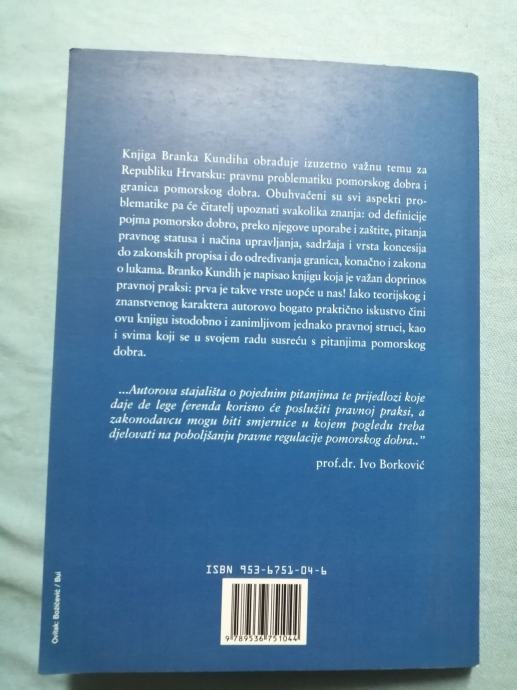 Knjiga Branka Kundiha obrađuje izuzetno važnu temu za
Republiku Hrvatsku: pravnu problematiku pomorskog dobra i
granica pomorskog dobra. Obuhvaćeni su svi aspekti pro-
blematike pa će čitatelj upoznati svakolika znanja: od definicije
pojma pomorsko dobro, preko njegove uporabe i zaštite, pitanja
pravnog statusa i načina upravljanja, sadržaja i vrsta koncesija
do zakonskih propisa i do određivanja granica, konačno i zakona
o lukama. Branko Kundih je napisao knjigu koja je važan doprinos
pravnoj praksi: prva je takve vrste uopće u nas! Iako teorijskog i
znanstvenog karaktera autorovo bogato praktično iskustvo čini
ovu knjigu istodobno i zanimljivom jednako pravnoj struci, kao
i svima koji se u svojem radu susreću s pitanjima pomorskog
dobra.
...Autorova stajališta o pojednim pitanjima te prijedlozi koje
daje de lege ferenda korisno će poslužiti pravnoj praksi, a
zakonodavcu mogu biti smjernice u kojem pogledu treba
djelovati na poboljšanju pravne regulacije pomorskog dobra.."
prof.dr. Ivo Borković
ISBN 953-6751-04-6
9 789536 751044
Ovitak: Božičević / Bui